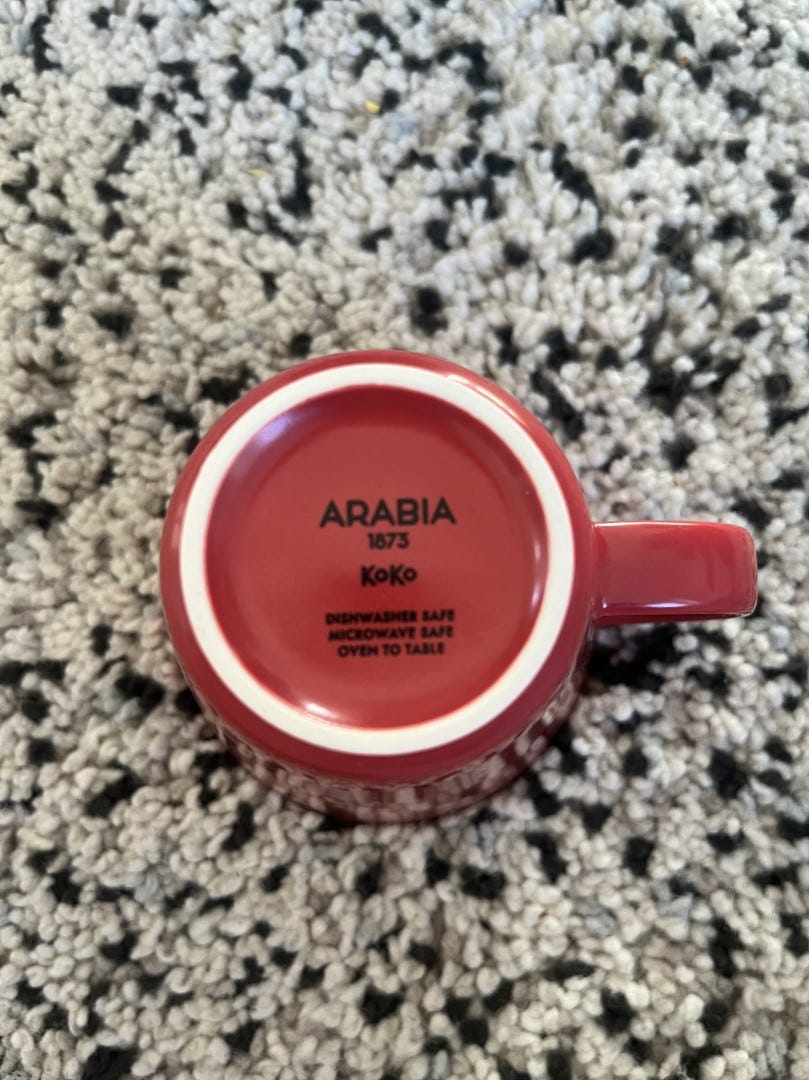 ARABIA
1873
KoKo
DISHWASHER SAFE
MICROWAVE SAFE
OVEN TO TABLE